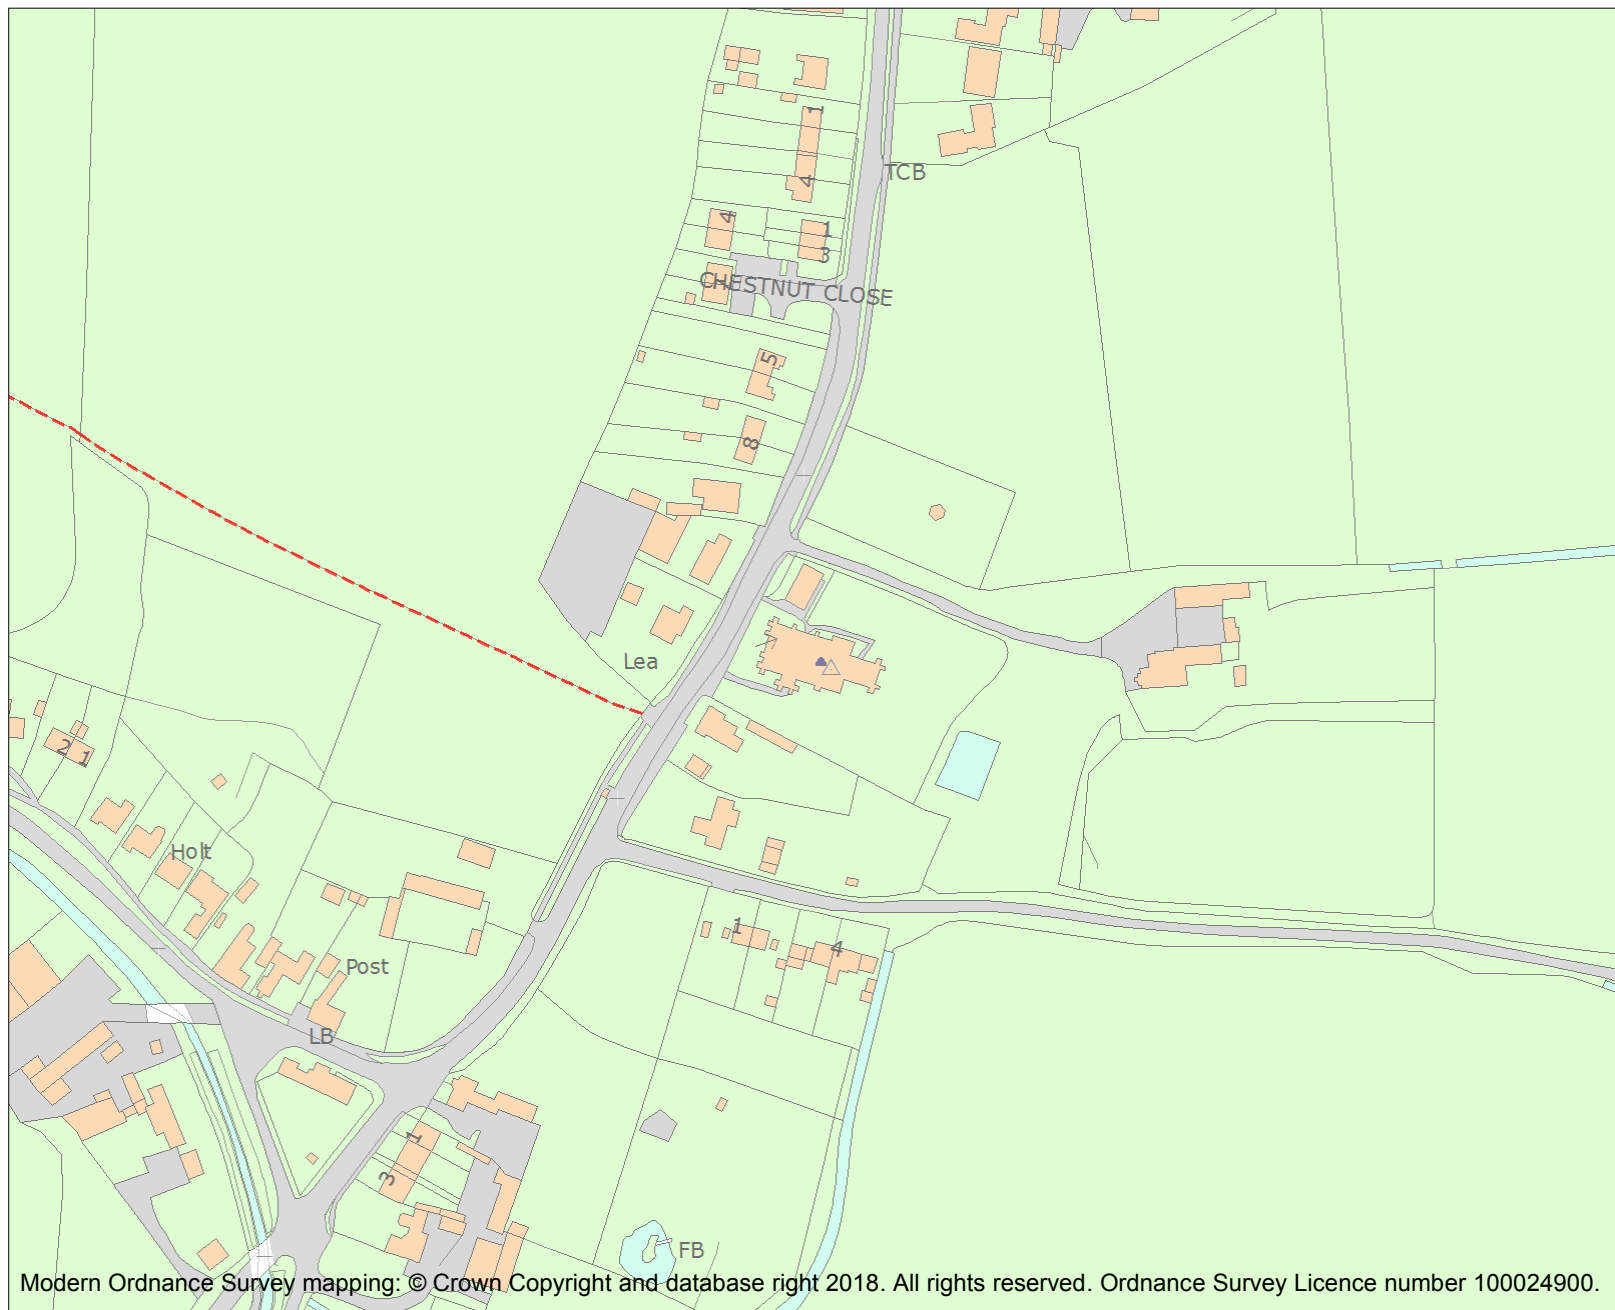 1
TCB
4
4
1
3
CHESTNUT CLOSE
5
8
Lea
2 1
Holt
1
4
Post
LB
1
3
FB
Modern Ordnance Survey mapping: © Crown Copyright and database right 2018. All rights reserved. Ordnance Survey Licence number 100024900.